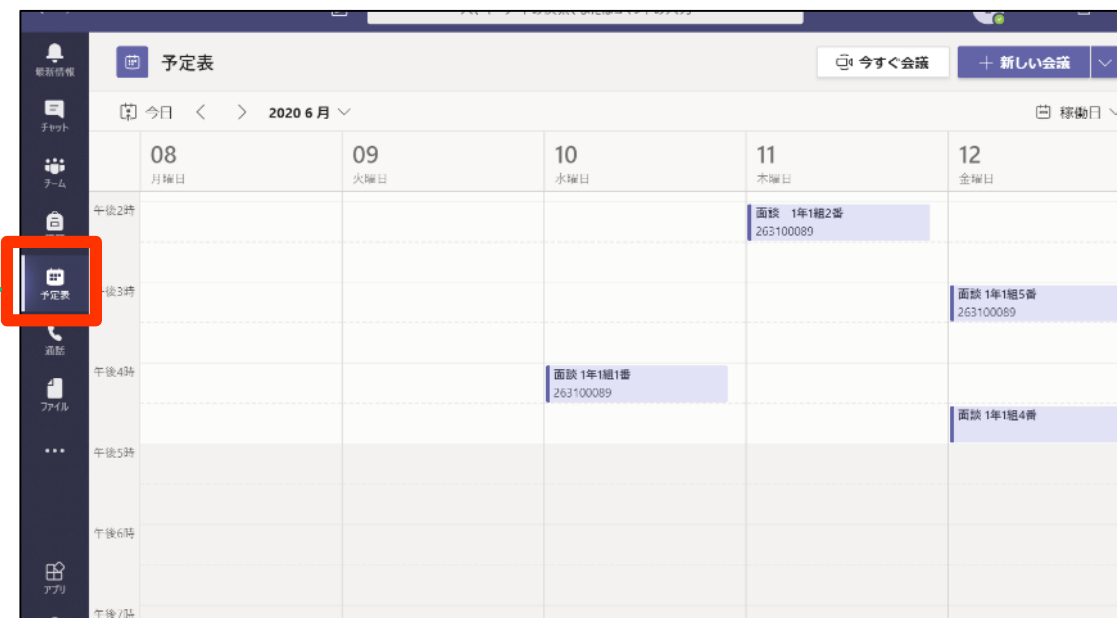 最新情報
チャット
チーム
予定表
通話
ファイル
アプリ
予定表
今すぐ会議
新しい会議
今日
2020 6 月
稼働日
08
月曜日
09
火曜日
10
水曜日
11
木曜日
12
金曜日
午後2時
面談　1年1組2番
263100089
後3時
面談 1年1組5番
263100089
午後4時
面談 1年1組1番
263100089
面談 1年1組4番
午後5時
午後6時
午後7時